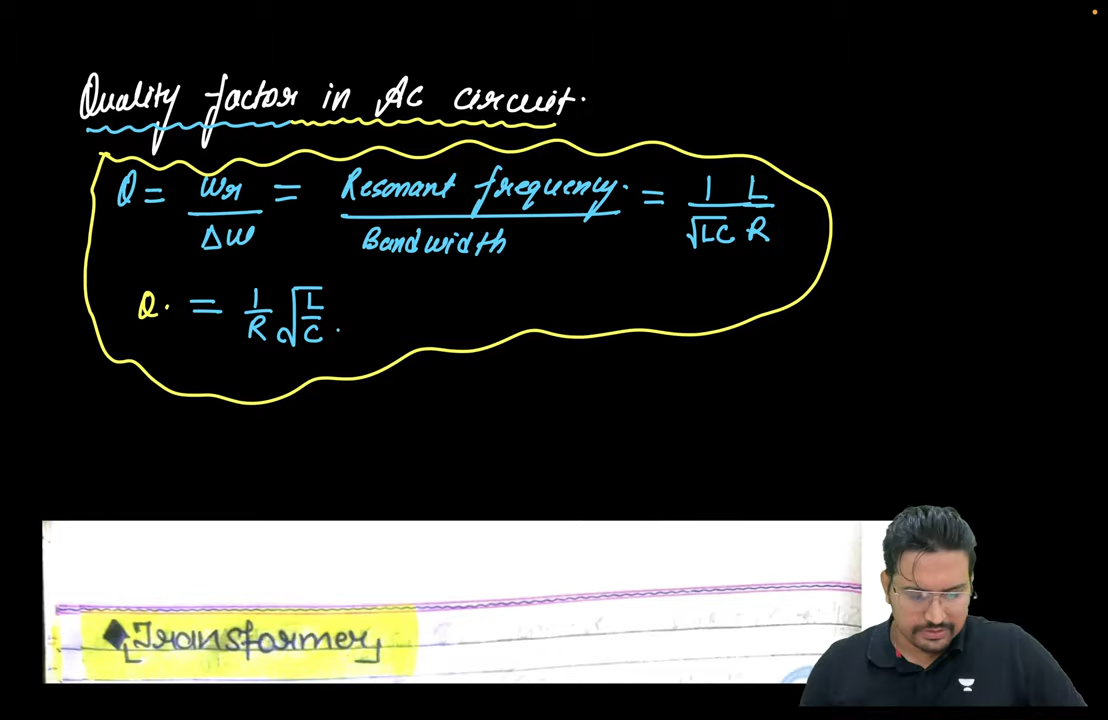 Quality factor in Ac circuit.
Q = ωr/Δω = Resonant frequency./Bandwidth = 1/√LC L/R
Q. = 1/R √L/C.
◆[Transformer]